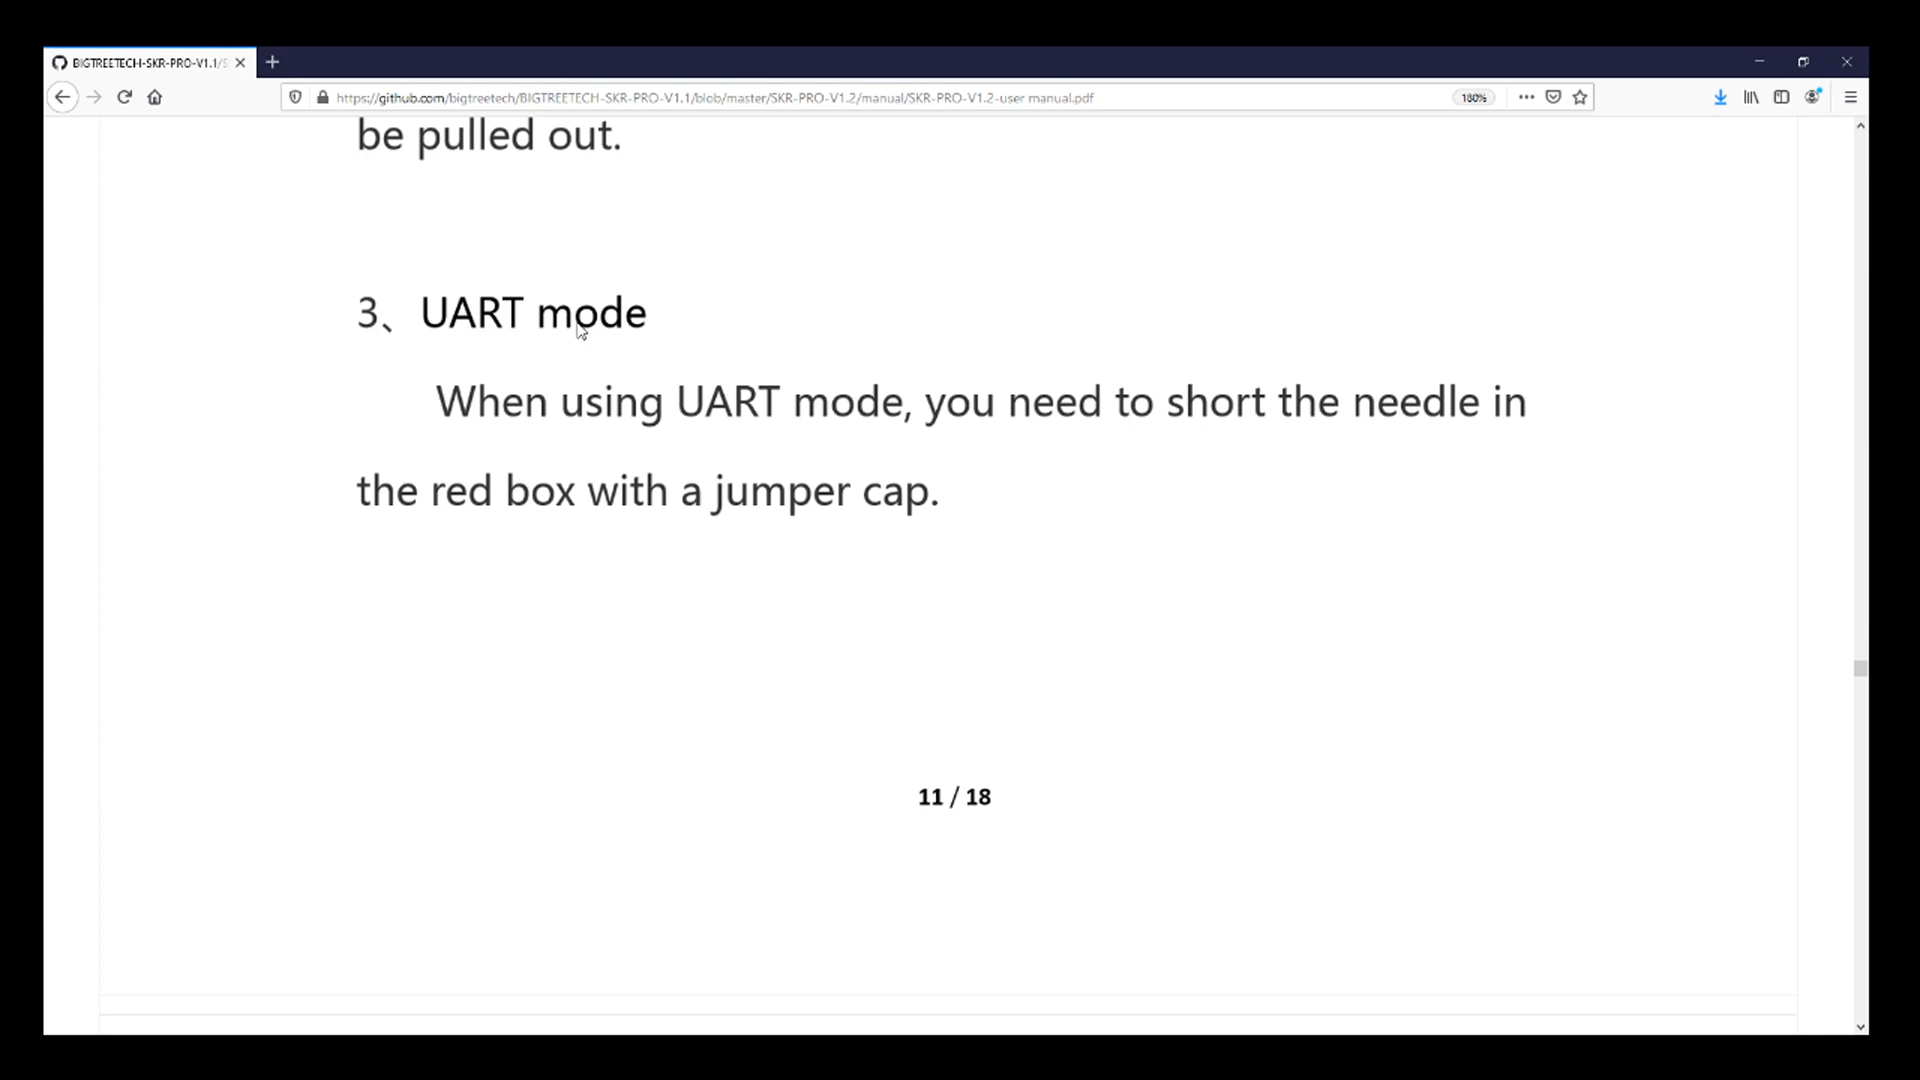 BIGTREETECH-SKR-PRO-V1.1/S
https://github.com/bigtreetech/BIGTREETECH-SKR-PRO-V1.1/blob/master/SKR-PRO-V1.2/manual/SKR-PRO-V1.2-user manual.pdf
180%
be pulled out.
3、UART mode
When using UART mode, you need to short the needle in
the red box with a jumper cap.
11 / 18